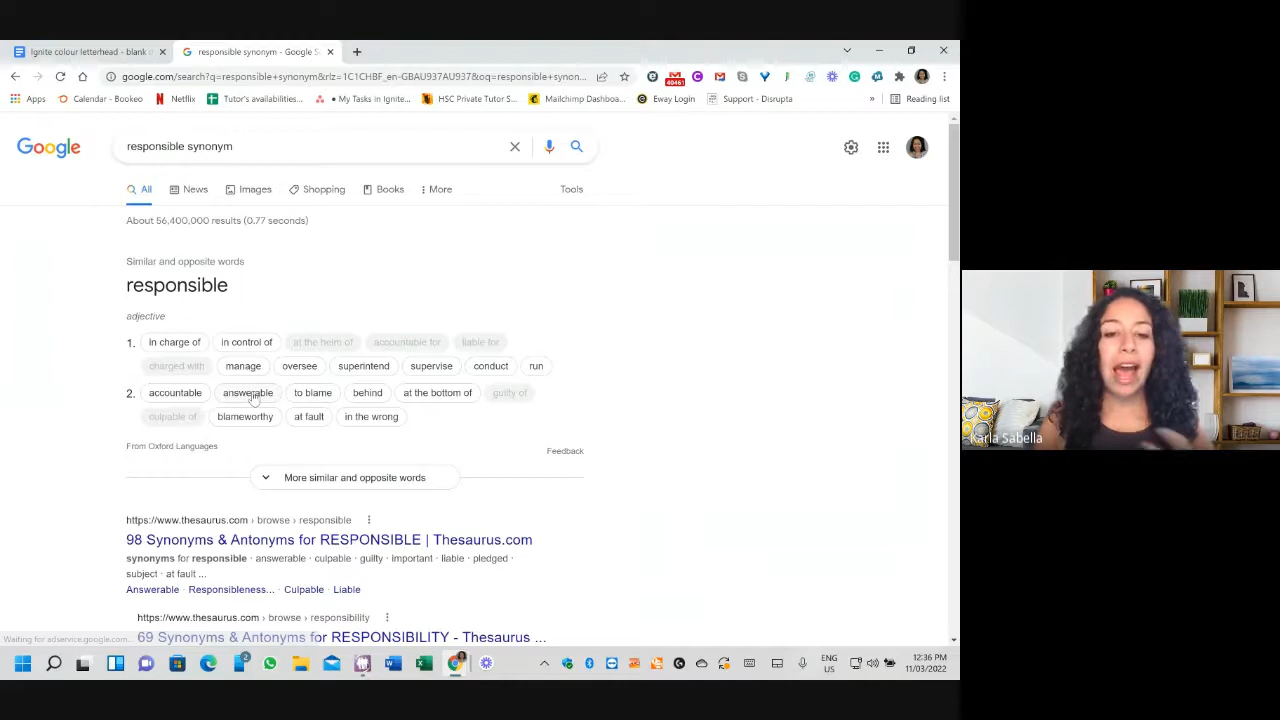 Ignite colour letterhead - blank d
responsible synonym - Google S
google.com/search?q=responsible+synonym&rlz=1C1CHBF_en-GBAU937AU937&oq=responsible+synon...
40461
Apps
Calendar - Bookeo
Netflix
Tutor's availabilities...
My Tasks in Ignite...
HSC Private Tutor S...
Mailchimp Dashboa...
Eway Login
Support - Disrupta
»
Reading list
Google
responsible synonym
All
News
Images
Shopping
Books
More
Tools
About 56,400,000 results (0.77 seconds)
Similar and opposite words
responsible
adjective
1. in charge of in control of at the helm of accountable for liable for
charged with manage oversee superintend supervise conduct run
2. accountable answerable to blame behind at the bottom of guilty of
culpable of blameworthy at fault in the wrong
From Oxford Languages
Feedback
More similar and opposite words
https://www.thesaurus.com › browse › responsible
98 Synonyms & Antonyms for RESPONSIBLE | Thesaurus.com
synonyms for responsible · answerable · culpable · guilty · important · liable · pledged ·
subject · at fault ...
Answerable · Responsibleness... · Culpable · Liable
https://www.thesaurus.com › browse › responsibility
69 Synonyms & Antonyms for RESPONSIBILITY - Thesaurus ...
Waiting for adservice.google.com...
2
ENG
US
12:36 PM
11/03/2022
Karla Sabella